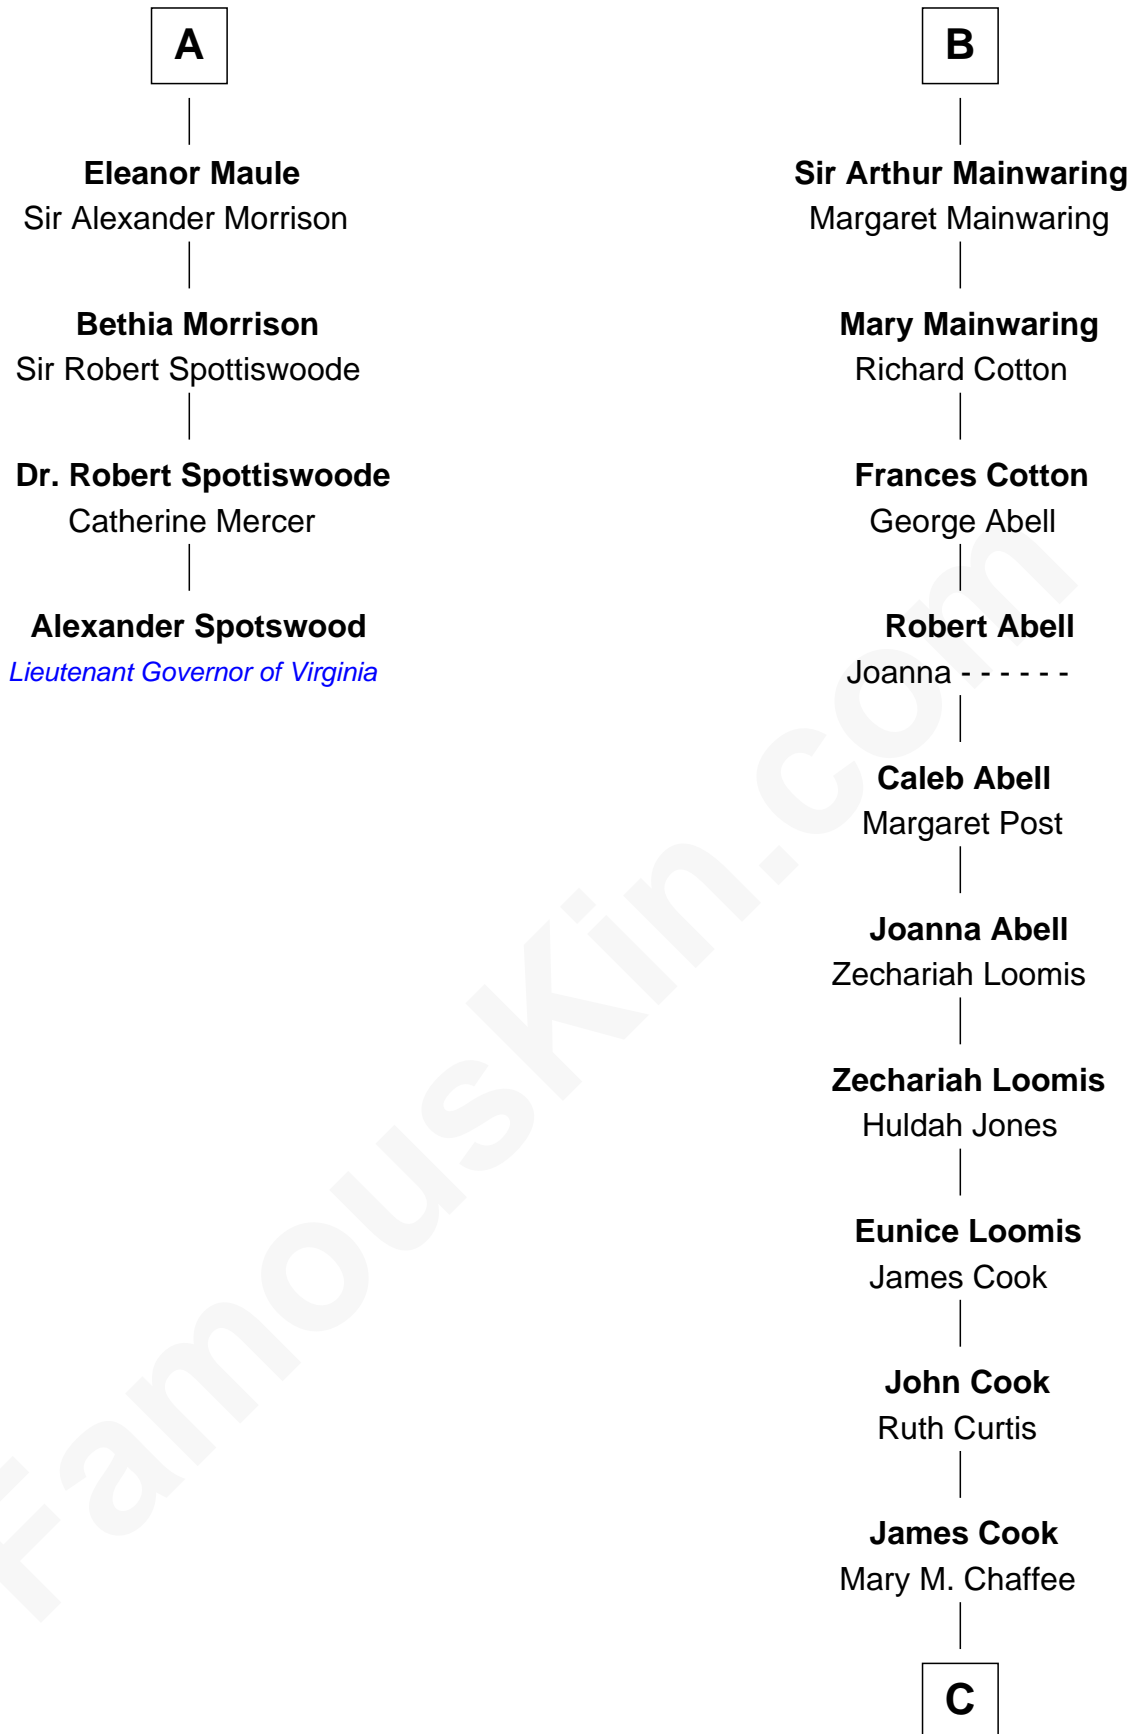 A
Eleanor Maule
Sir Alexander Morrison
Bethia Morrison
Sir Robert Spottiswoode
Dr. Robert Spottiswoode
Catherine Mercer
Alexander Spotswood
Lieutenant Governor of Virginia
B
Sir Arthur Mainwaring
Margaret Mainwaring
Mary Mainwaring
Richard Cotton
Frances Cotton
George Abell
Robert Abell
Joanna - - - - - -
Caleb Abell
Margaret Post
Joanna Abell
Zechariah Loomis
Zechariah Loomis
Huldah Jones
Eunice Loomis
James Cook
John Cook
Ruth Curtis
James Cook
Mary M. Chaffee
C
FamousKin.com